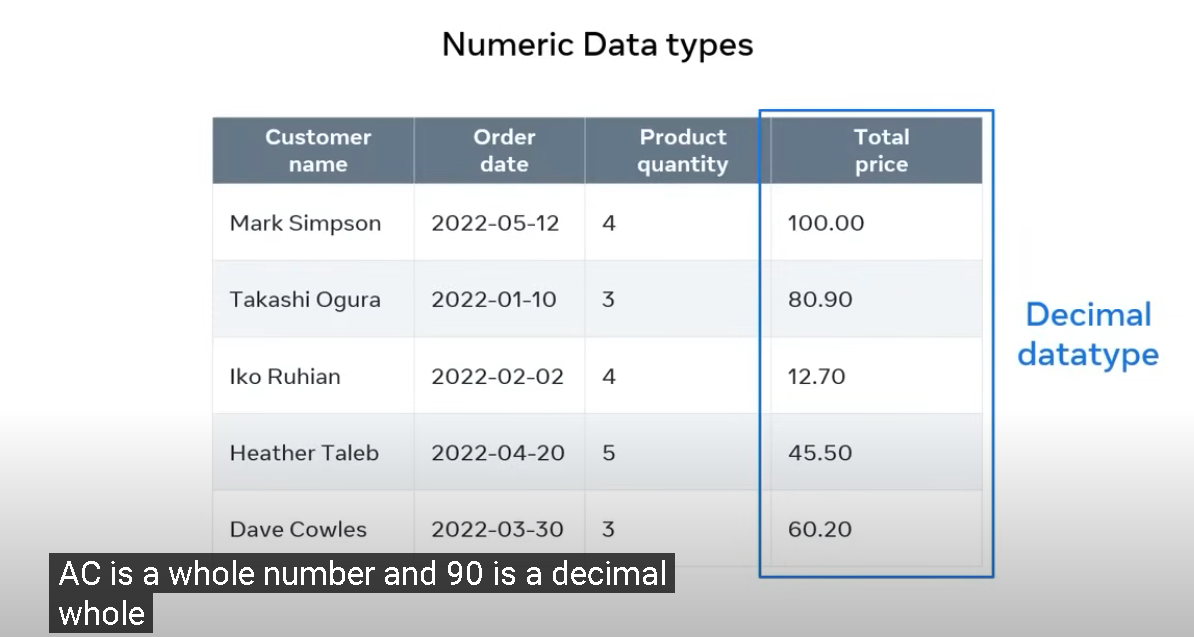 Numeric Data types
Customer name Order date Product quantity Total price
Mark Simpson 2022-05-12 4 100.00
Takashi Ogura 2022-01-10 3 80.90
Iko Ruhian 2022-02-02 4 12.70
Heather Taleb 2022-04-20 5 45.50
Dave Cowles 2022-03-30 3 60.20
Decimal
datatype
AC is a whole number and 90 is a decimal
whole